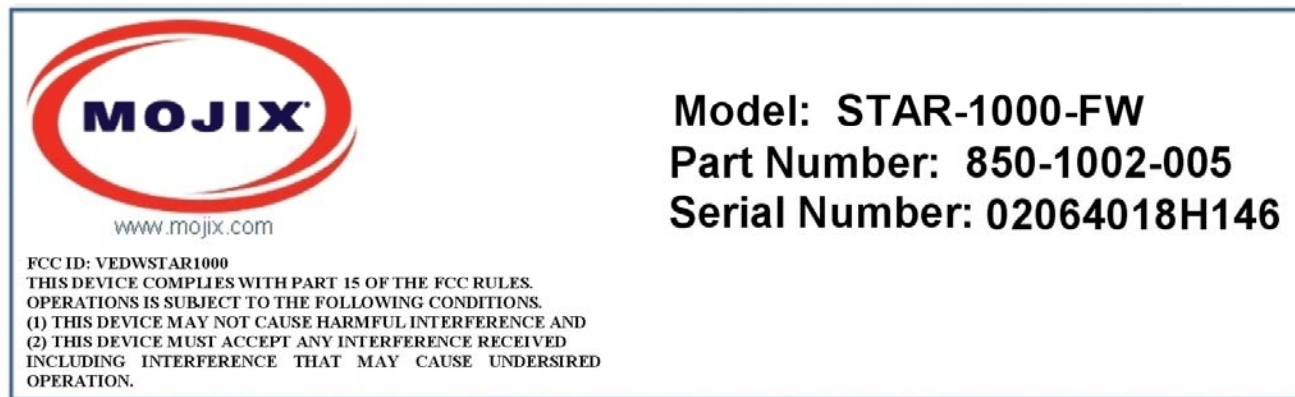 MOJIX
www.mojix.com
FCC ID: VEDWSTAR1000
THIS DEVICE COMPLIES WITH PART 15 OF THE FCC RULES.
OPERATIONS IS SUBJECT TO THE FOLLOWING CONDITIONS.
(1) THIS DEVICE MAY NOT CAUSE HARMFUL INTERFERENCE AND
(2) THIS DEVICE MUST ACCEPT ANY INTERFERENCE RECEIVED
INCLUDING INTERFERENCE THAT MAY CAUSE UNDERSIRED
OPERATION.
Model: STAR-1000-FW
Part Number: 850-1002-005
Serial Number: 02064018H146